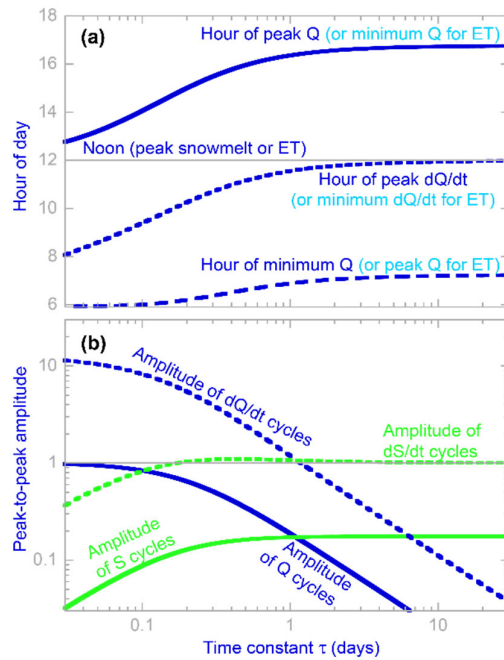 (a)
Hour of peak Q (or minimum Q for ET)
18
16
14
12
10
8
6
Hour of day
Noon (peak snowmelt or ET)
Hour of peak dQ/dt
(or minimum dQ/dt for ET)
Hour of minimum Q (or peak Q for ET)
(b)
10
1
0.1
Peak-to-peak amplitude
Amplitude of dQ/dt cycles
Amplitude of
dS/dt cycles
Amplitude
of S cycles
Amplitude
of Q cycles
0.1
1
10
Time constant τ (days)